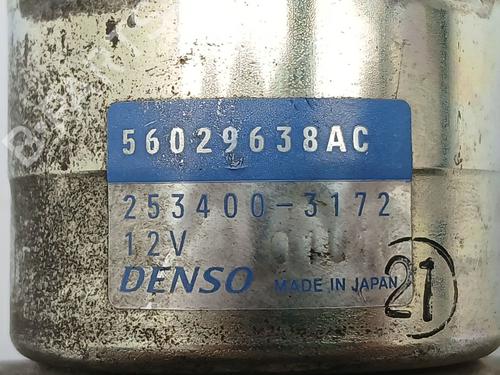 56029638AC
253400-3172
12V
DENSO MADE IN JAPAN
21